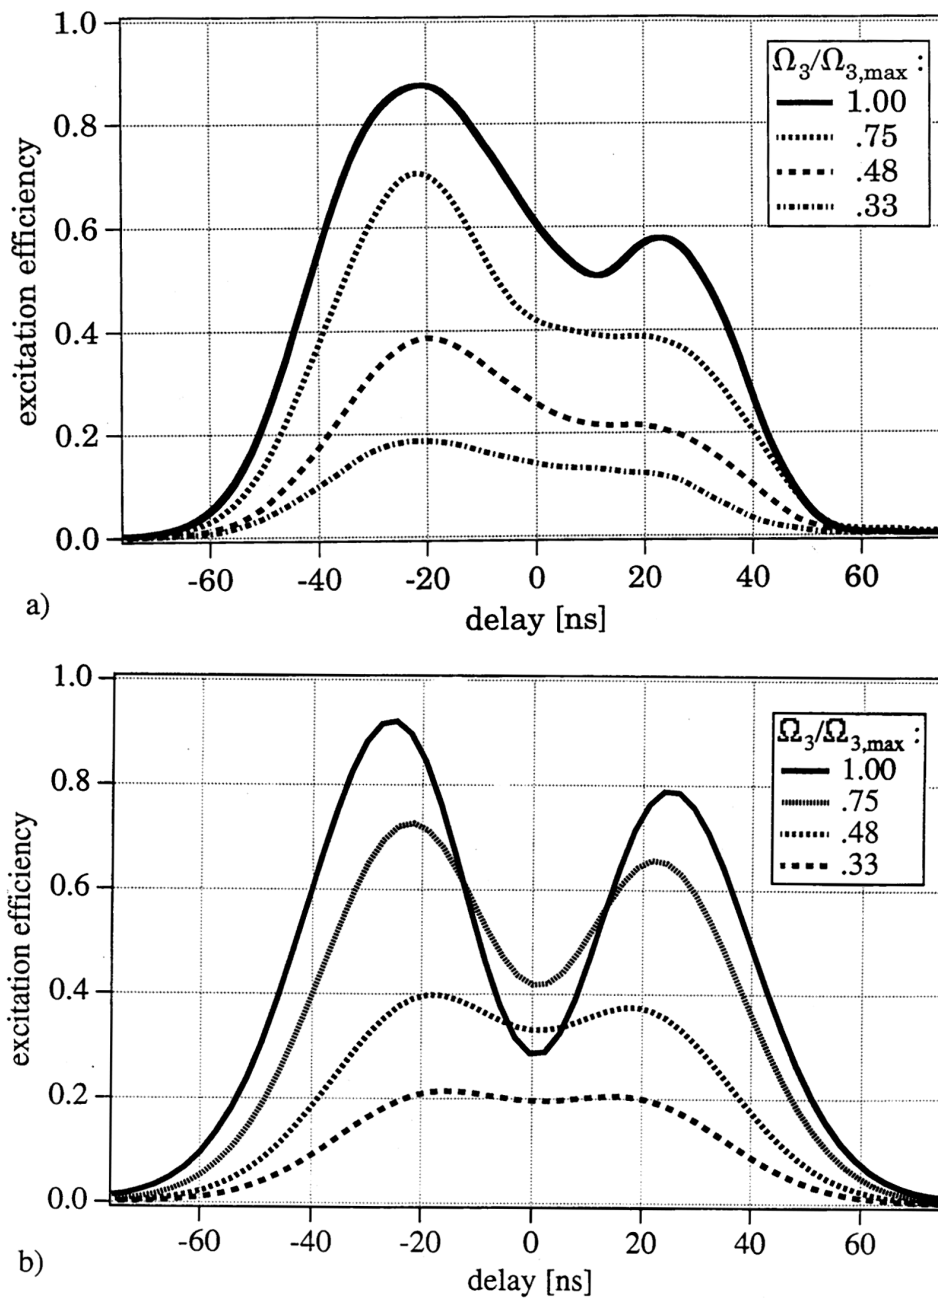 1.0
0.8
0.6
0.4
0.2
0.0
excitation efficiency
Ω3/Ω3,max :
1.00
.75
.48
.33
-60 -40 -20 0 20 40 60
delay [ns]
a)
1.0
0.8
0.6
0.4
0.2
0.0
excitation efficiency
Ω3/Ω3,max :
1.00
.75
.48
.33
-60 -40 -20 0 20 40 60
delay [ns]
b)